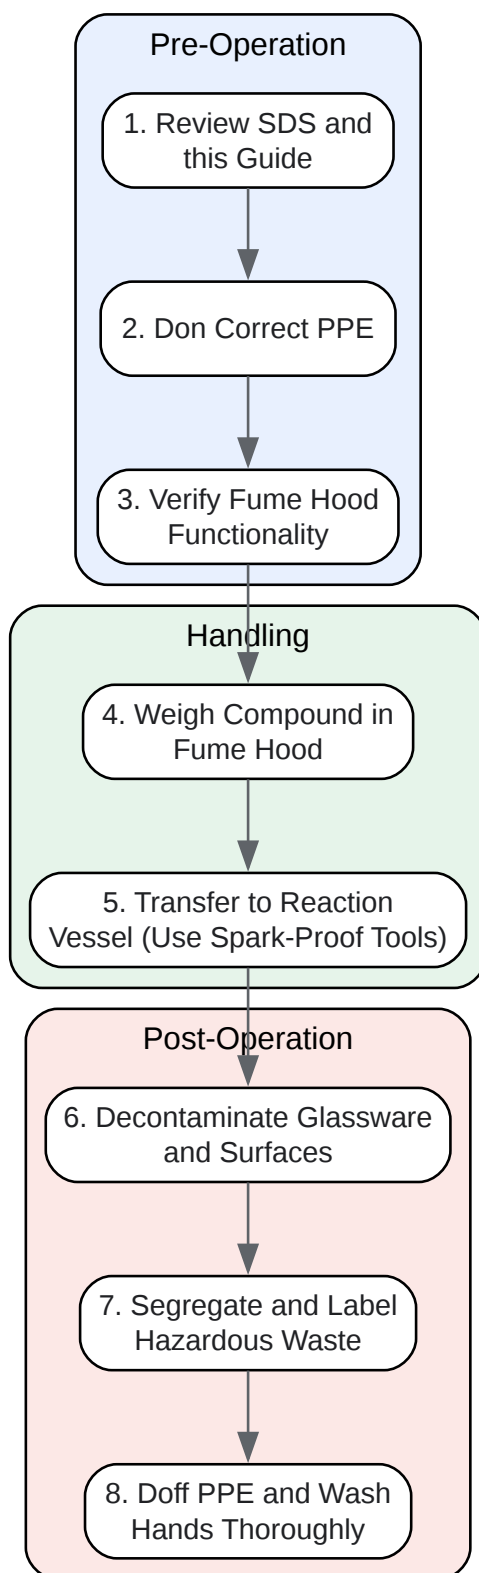 Pre-Operation
1. Review SDS and
this Guide
2. Don Correct PPE
3. Verify Fume Hood
Functionality
Handling
4. Weigh Compound in
Fume Hood
5. Transfer to Reaction
Vessel (Use Spark-Proof Tools)
Post-Operation
6. Decontaminate Glassware
and Surfaces
7. Segregate and Label
Hazardous Waste
8. Doff PPE and Wash
Hands Thoroughly